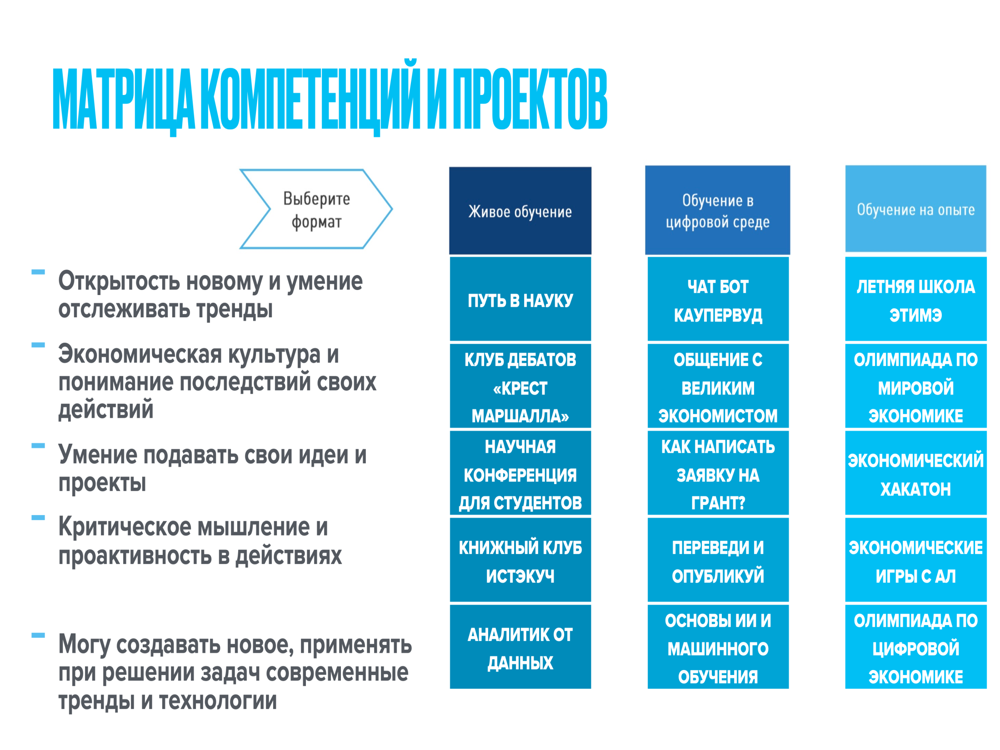 МАТРИЦА КОМПЕТЕНЦИЙ И ПРОЕКТОВ
Выберите
формат
Живое обучение
Обучение в
цифровой среде
Обучение на опыте
Открытость новому и умение
отслеживать тренды
ПУТЬ В НАУКУ
ЧАТ БОТ
КАУПЕРВУД
ЛЕТНЯЯ ШКОЛА
ЭТИМЭ
Экономическая культура и
понимание последствий своих
действий
КЛУБ ДЕБАТОВ
«КРЕСТ
МАРШАЛЛА»
ОБЩЕНИЕ С
ВЕЛИКИМ
ЭКОНОМИСТОМ
ОЛИМПИАДА ПО
МИРОВОЙ
ЭКОНОМИКЕ
Умение подавать свои идеи и
проекты
НАУЧНАЯ
КОНФЕРЕНЦИЯ
ДЛЯ СТУДЕНТОВ
КАК НАПИСАТЬ
ЗАЯВКУ НА
ГРАНТ?
ЭКОНОМИЧЕСКИЙ
ХАКАТОН
Критическое мышление и
проактивность в действиях
КНИЖНЫЙ КЛУБ
ИСТЭКУЧ
ПЕРЕВЕДИ И
ОПУБЛИКУЙ
ЭКОНОМИЧЕСКИЕ
ИГРЫ С АЛ
Могу создавать новое, применять
при решении задач современные
тренды и технологии
АНАЛИТИК ОТ
ДАННЫХ
ОСНОВЫ ИИ И
МАШИННОГО
ОБУЧЕНИЯ
ОЛИМПИАДА ПО
ЦИФРОВОЙ
ЭКОНОМИКЕ